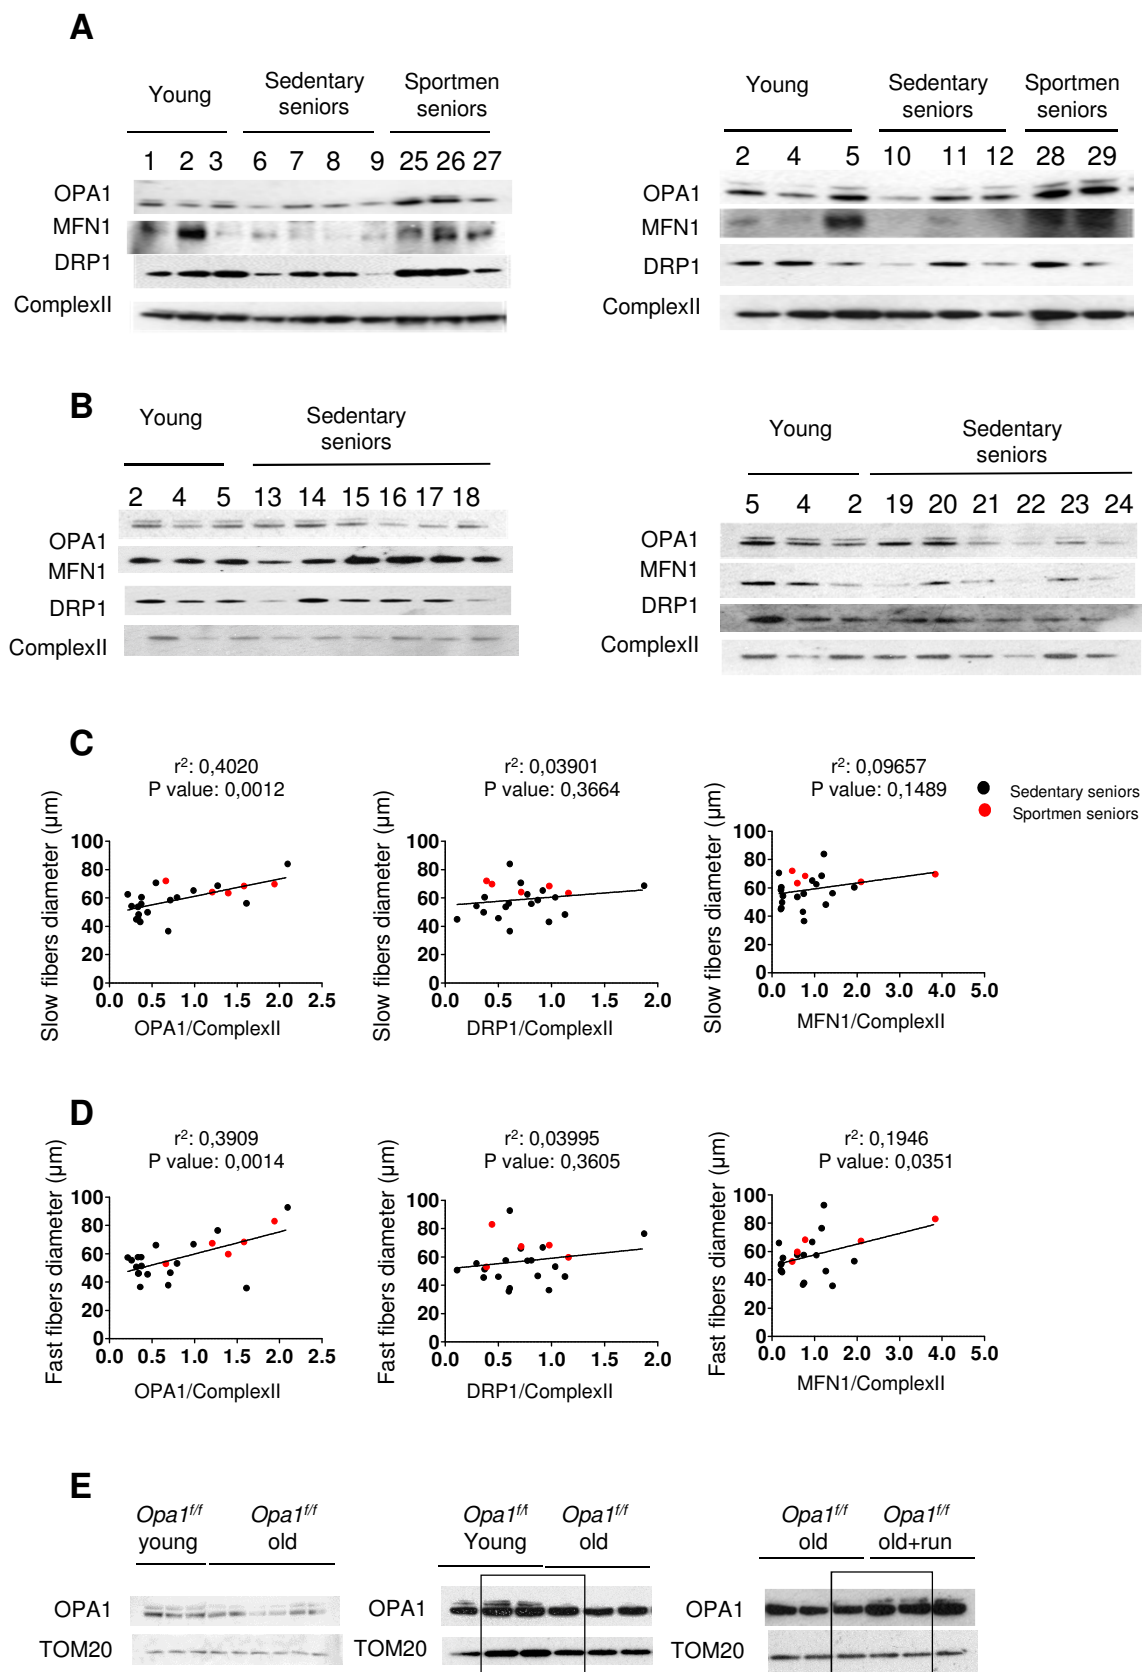 A
Young Sedentary seniors Sportmen seniors
1 2 3 6 7 8 9 25 26 27
OPA1
MFN1
DRP1
ComplexII
Young Sedentary seniors Sportmen seniors
2 4 5 10 11 12 28 29
OPA1
MFN1
DRP1
ComplexII
B
Young Sedentary seniors
2 4 5 13 14 15 16 17 18
OPA1
MFN1
DRP1
ComplexII
Young Sedentary seniors
5 4 2 19 20 21 22 23 24
OPA1
MFN1
DRP1
ComplexII
C
r²: 0,4020
P value: 0,0012
Slow fibers diameter (µm)
100
80
60
40
20
0
0.0 0.5 1.0 1.5 2.0 2.5
OPA1/ComplexII
r²: 0,03901
P value: 0,3664
Slow fibers diameter (µm)
100
80
60
40
20
0
0.0 0.5 1.0 1.5 2.0
DRP1/ComplexII
r²: 0,09657
P value: 0,1489
Slow fibers diameter (µm)
100
80
60
40
20
0
0.0 1.0 2.0 3.0 4.0 5.0
MFN1/ComplexII
Sedentary seniors
Sportmen seniors
D
r²: 0,3909
P value: 0,0014
Fast fibers diameter (µm)
100
80
60
40
20
0
0.0 0.5 1.0 1.5 2.0 2.5
OPA1/ComplexII
r²: 0,03995
P value: 0,3605
Fast fibers diameter (µm)
100
80
60
40
20
0
0.0 0.5 1.0 1.5 2.0
DRP1/ComplexII
r²: 0,1946
P value: 0,0351
Fast fibers diameter (µm)
100
80
60
40
20
0
0.0 1.0 2.0 3.0 4.0 5.0
MFN1/ComplexII
E
Opa1f/f Opa1f/f
young old
OPA1
TOM20
Opa1f/f Opa1f/f
Young old
OPA1
TOM20
Opa1f/f Opa1f/f
old old+run
OPA1
TOM20